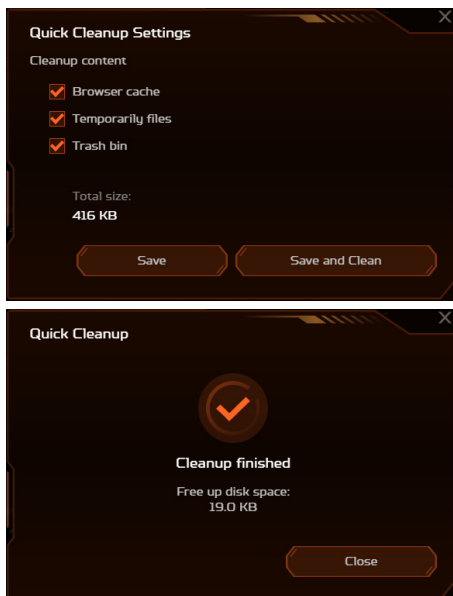 Quick Cleanup Settings
Cleanup content
Browser cache
Temporarily files
Trash bin
Total size:
416 KB
Save
Save and Clean
Quick Cleanup
Cleanup finished
Free up disk space:
19.0 KB
Close